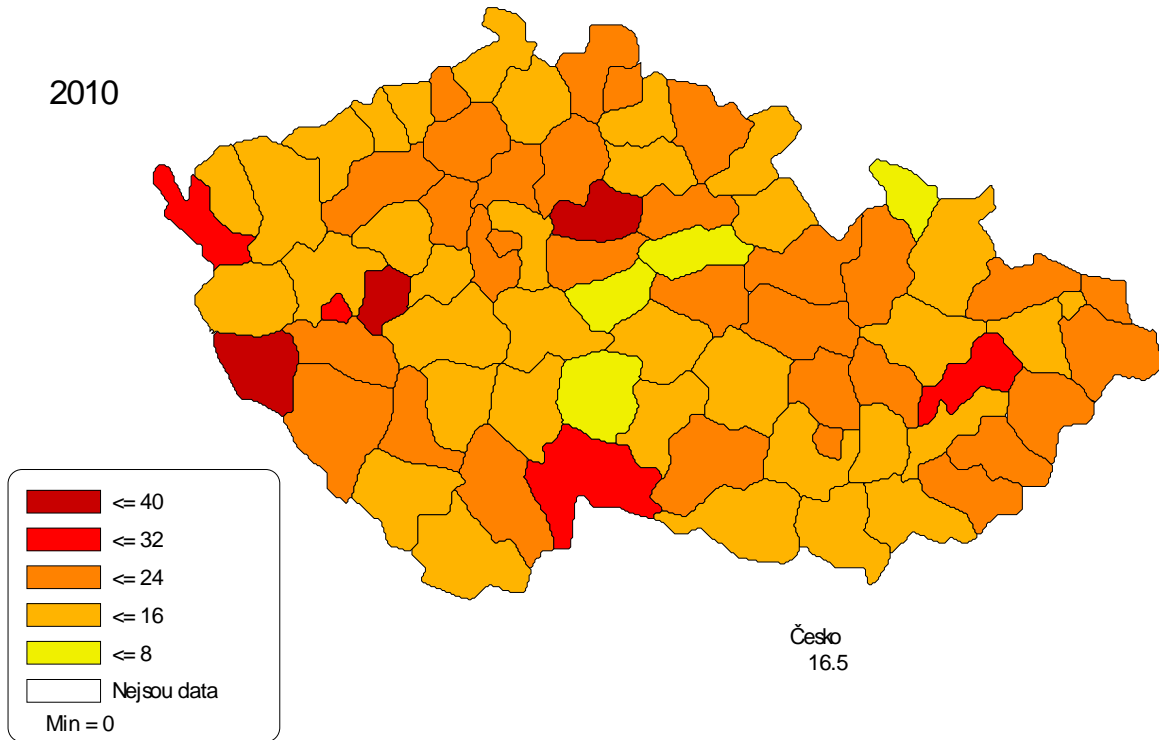 2010
<= 40
<= 32
<= 24
<= 16
<= 8
Nejsou data
Min = 0
Česko
16.5